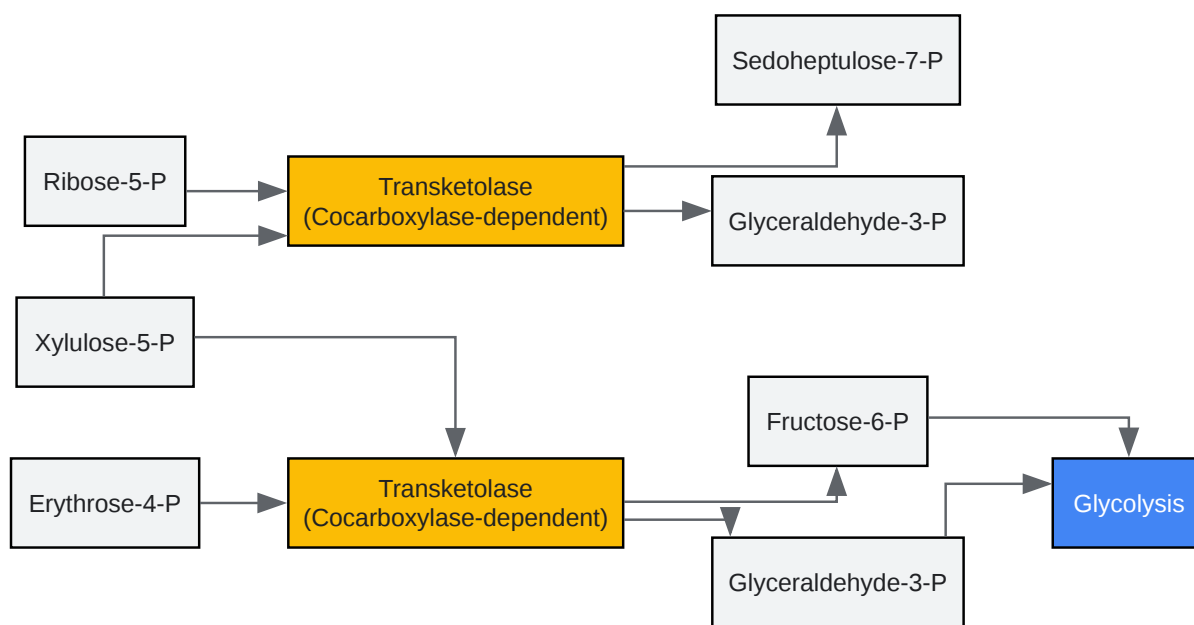 Sedoheptulose-7-P
Ribose-5-P
Transketolase
(Cocarboxylase-dependent)
Glyceraldehyde-3-P
Xylulose-5-P
Fructose-6-P
Erythrose-4-P
Transketolase
(Cocarboxylase-dependent)
Glycolysis
Glyceraldehyde-3-P